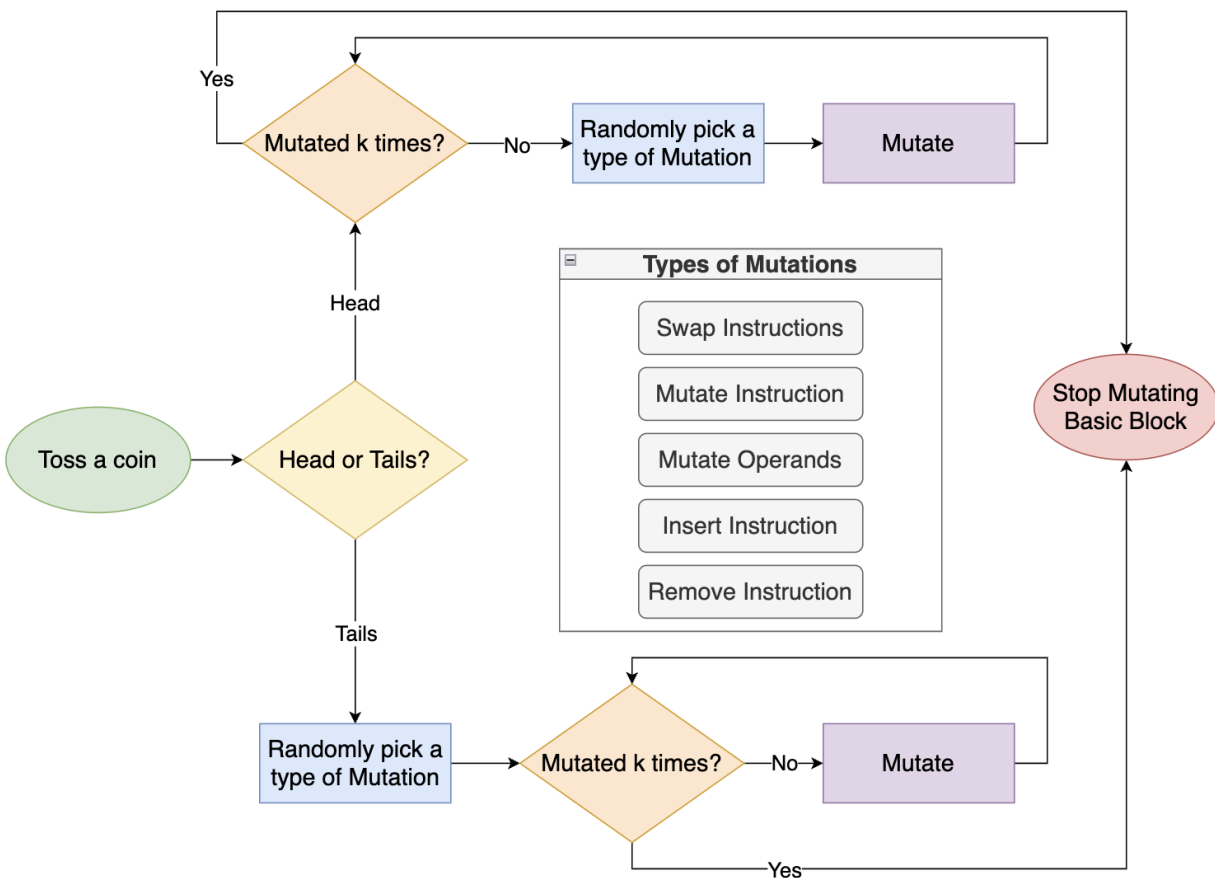 Yes
Mutated k times?
No
Randomly pick a
type of Mutation
Mutate
Head
Types of Mutations
Swap Instructions
Mutate Instruction
Mutate Operands
Insert Instruction
Remove Instruction
Stop Mutating
Basic Block
Toss a coin
Head or Tails?
Tails
Randomly pick a
type of Mutation
Mutated k times?
No
Mutate
Yes